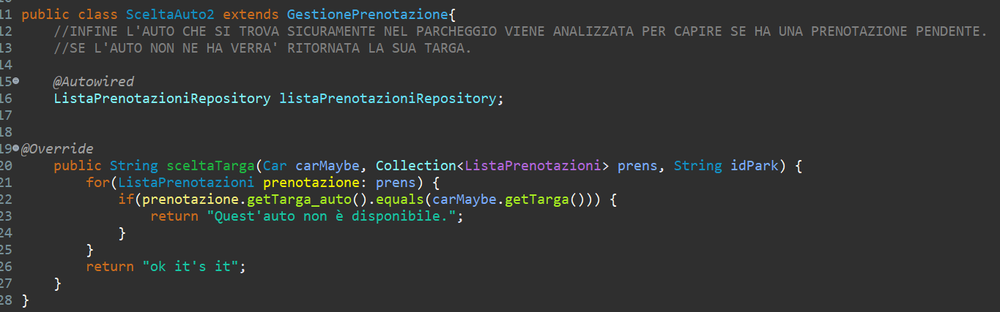 11 public class SceltaAuto2 extends GestionePrenotazione{
12     //INFINE L'AUTO CHE SI TROVA SICURAMENTE NEL PARCHEGGIO VIENE ANALIZZATA PER CAPIRE SE HA UNA PRENOTAZIONE PENDENTE.
13     //SE L'AUTO NON NE HA VERRA' RITORNATA LA SUA TARGA.
14
15     @Autowired
16     ListaPrenotazioniRepository listaPrenotazioniRepository;
17
18
19 @Override
20     public String sceltaTarga(Car carMaybe, Collection<ListaPrenotazioni> prens, String idPark) {
21         for(ListaPrenotazioni prenotazione: prens) {
22             if(prenotazione.getTarga_auto().equals(carMaybe.getTarga())) {
23                 return "Quest'auto non è disponibile.";
24             }
25         }
26         return "ok it's it";
27     }
28 }